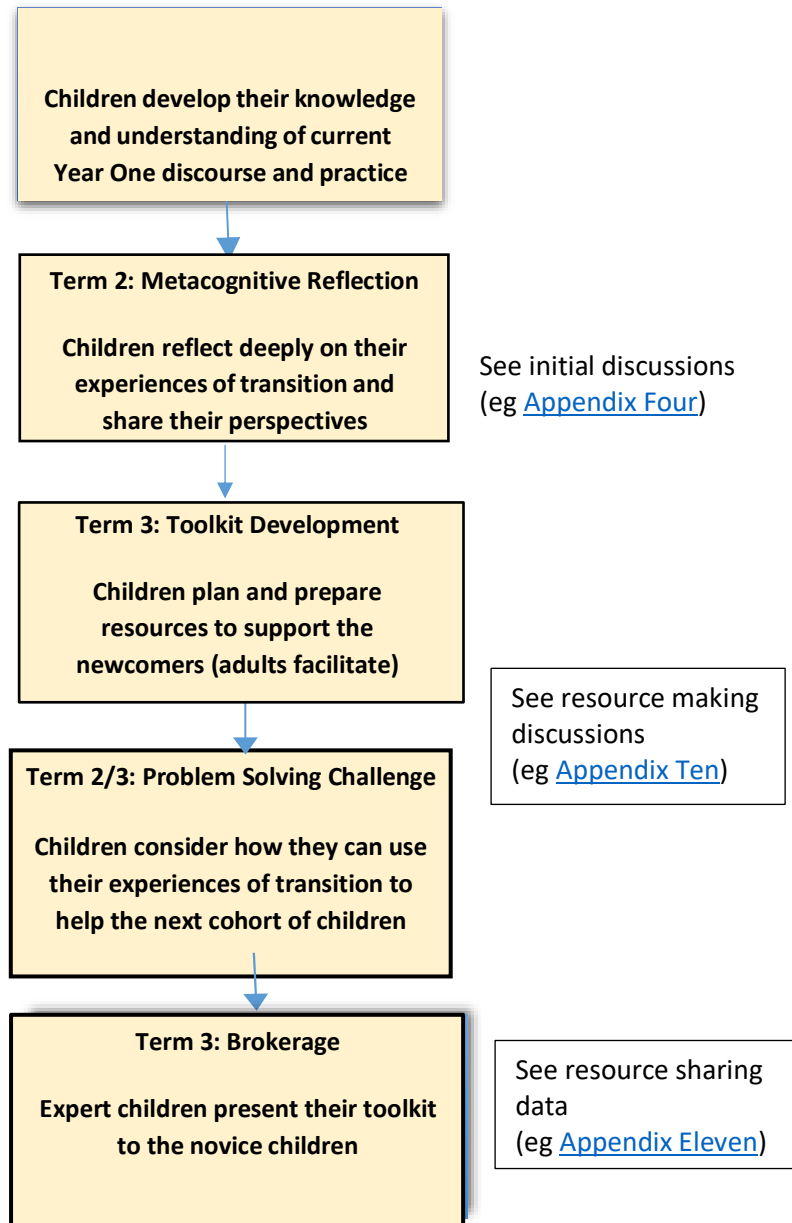 Children develop their knowledge
and understanding of current
Year One discourse and practice
Term 2: Metacognitive Reflection
Children reflect deeply on their
experiences of transition and
share their perspectives
See initial discussions
(eg Appendix Four)
Term 3: Toolkit Development
Children plan and prepare
resources to support the
newcomers (adults facilitate)
See resource making
discussions
(eg Appendix Ten)
Term 2/3: Problem Solving Challenge
Children consider how they can use
their experiences of transition to
help the next cohort of children
Term 3: Brokerage
Expert children present their toolkit
to the novice children
See resource sharing
data
(eg Appendix Eleven)